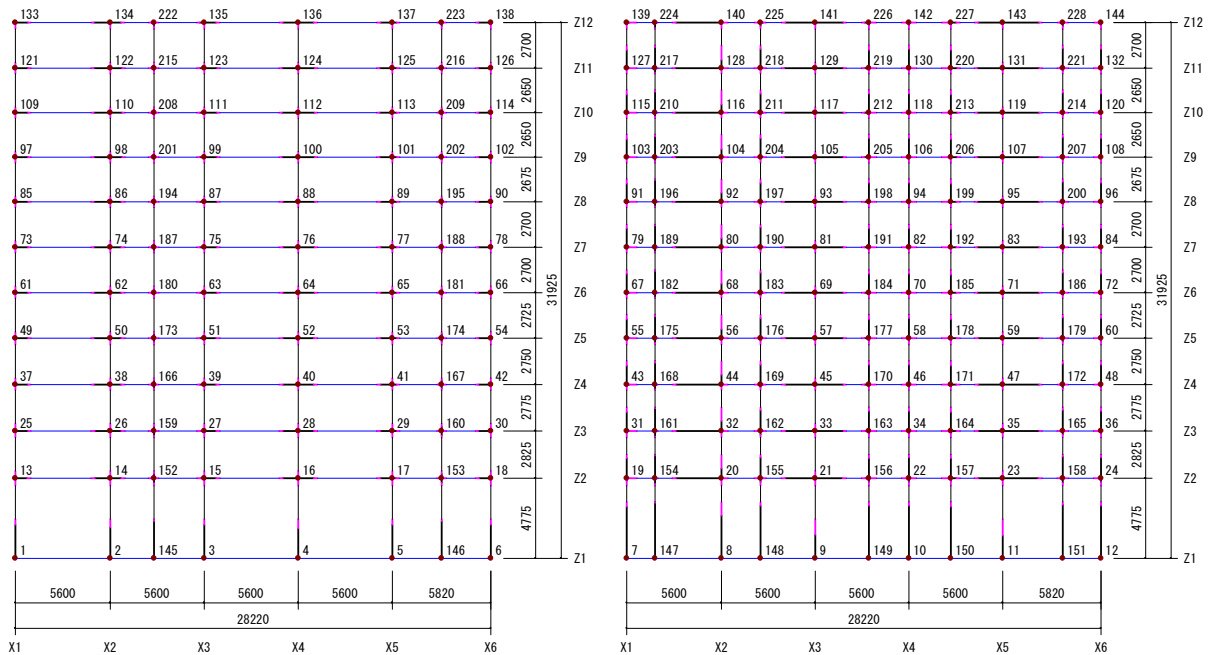 133 134 222 135 136 137 223 138 Z12 139 224 140 225 141 226 142 227 143 228 144 Z12
2700 2700
121 122 215 123 124 125 216 126 Z11 127 217 128 218 129 219 130 220 131 221 132 Z11
2650 2650
109 110 208 111 112 113 209 114 Z10 115 210 116 211 117 212 118 213 119 214 120 Z10
2650 2650
97 98 201 99 100 101 202 102 Z9 103 203 104 204 105 205 106 206 107 207 108 Z9
2675 2675
85 86 194 87 88 89 195 90 Z8 91 196 92 197 93 198 94 199 95 200 96 Z8
2700 2700
73 74 187 75 76 77 188 78 Z7 79 189 80 190 81 191 82 192 83 193 84 Z7
2700 2700
61 62 180 63 64 65 181 66 31925 Z6 67 182 68 183 69 184 70 185 71 186 72 31925 Z6
2725 2725
49 50 173 51 52 53 174 54 Z5 55 175 56 176 57 177 58 178 59 179 60 Z5
2750 2750
37 38 166 39 40 41 167 42 Z4 43 168 44 169 45 170 46 171 47 172 48 Z4
2775 2775
25 26 159 27 28 29 160 30 Z3 31 161 32 162 33 163 34 164 35 165 36 Z3
2825 2825
13 14 152 15 16 17 153 18 Z2 19 154 20 155 21 156 22 157 23 158 24 Z2
4775 4775
1 2 145 3 4 5 146 6 Z1 7 147 8 148 9 149 10 150 11 151 12 Z1
5600 5600 5600 5600 5820 5600 5600 5600 5600 5820
28220 28220
X1 X2 X3 X4 X5 X6 X1 X2 X3 X4 X5 X6